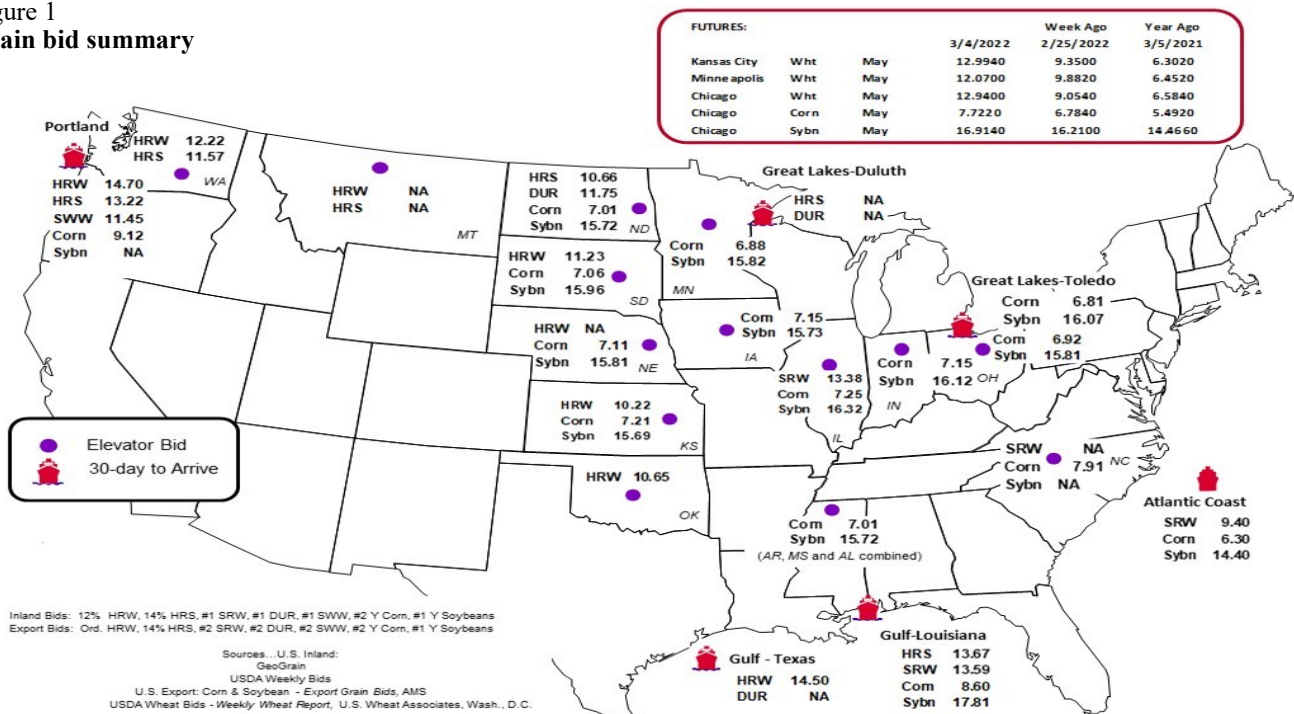 gure 1
ain bid summary
FUTURES: Week Ago Year Ago
3/4/2022 2/25/2022 3/5/2021
Kansas City Wht May 12.9940 9.3500 6.3020
Minneapolis Wht May 12.0700 9.8820 6.4520
Chicago Wht May 12.9400 9.0540 6.5840
Chicago Corn May 7.7220 6.7840 5.4920
Chicago Sybn May 16.9140 16.2100 14.4660
Portland
HRW 14.70
HRS 13.22
SWW 11.45
Corn 9.12
Sybn NA
HRW 12.22
HRS 11.57
WA
HRW NA
HRS NA
MT
HRS 10.66
DUR 11.75
Corn 7.01
Sybn 15.72
ND
Great Lakes-Duluth
HRS NA
DUR NA
Corn 6.88
Sybn 15.82
MN
HRW 11.23
Corn 7.06
Sybn 15.96
SD
Great Lakes-Toledo
Corn 6.81
Sybn 16.07
Corn 6.92
Sybn 15.81
OH
HRW NA
Corn 7.11
Sybn 15.81
NE
Corn 7.15
Sybn 15.73
IA
SRW 13.38
Corn 7.25
Sybn 16.32
IL
Corn 7.15
Sybn 16.12
IN
HRW 10.22
Corn 7.21
Sybn 15.69
KS
Elevator Bid
30-day to Arrive
HRW 10.65
OK
SRW NA
Corn 7.91
Sybn NA
NC
Corn 7.01
Sybn 15.72
(AR, MS and AL combined)
Atlantic Coast
SRW 9.40
Corn 6.30
Sybn 14.40
Gulf-Louisiana
HRS 13.67
SRW 13.59
Corn 8.60
Sybn 17.81
Gulf - Texas
HRW 14.50
DUR NA
Inland Bids: 12% HRW, 14% HRS, #1 SRW, #1 DUR, #1 SWW, #2 Y Corn, #1 Y Soybeans
Export Bids: Ord. HRW, 14% HRS, #2 SRW, #2 DUR, #2 SWW, #2 Y Corn, #1 Y Soybeans
Sources...U.S. Inland:
GeoGrain
USDA Weekly Bids
U.S. Export: Corn & Soybean - Export Grain Bids, AMS
USDA Wheat Bids - Weekly Wheat Report, U.S. Wheat Associates, Wash., D.C.